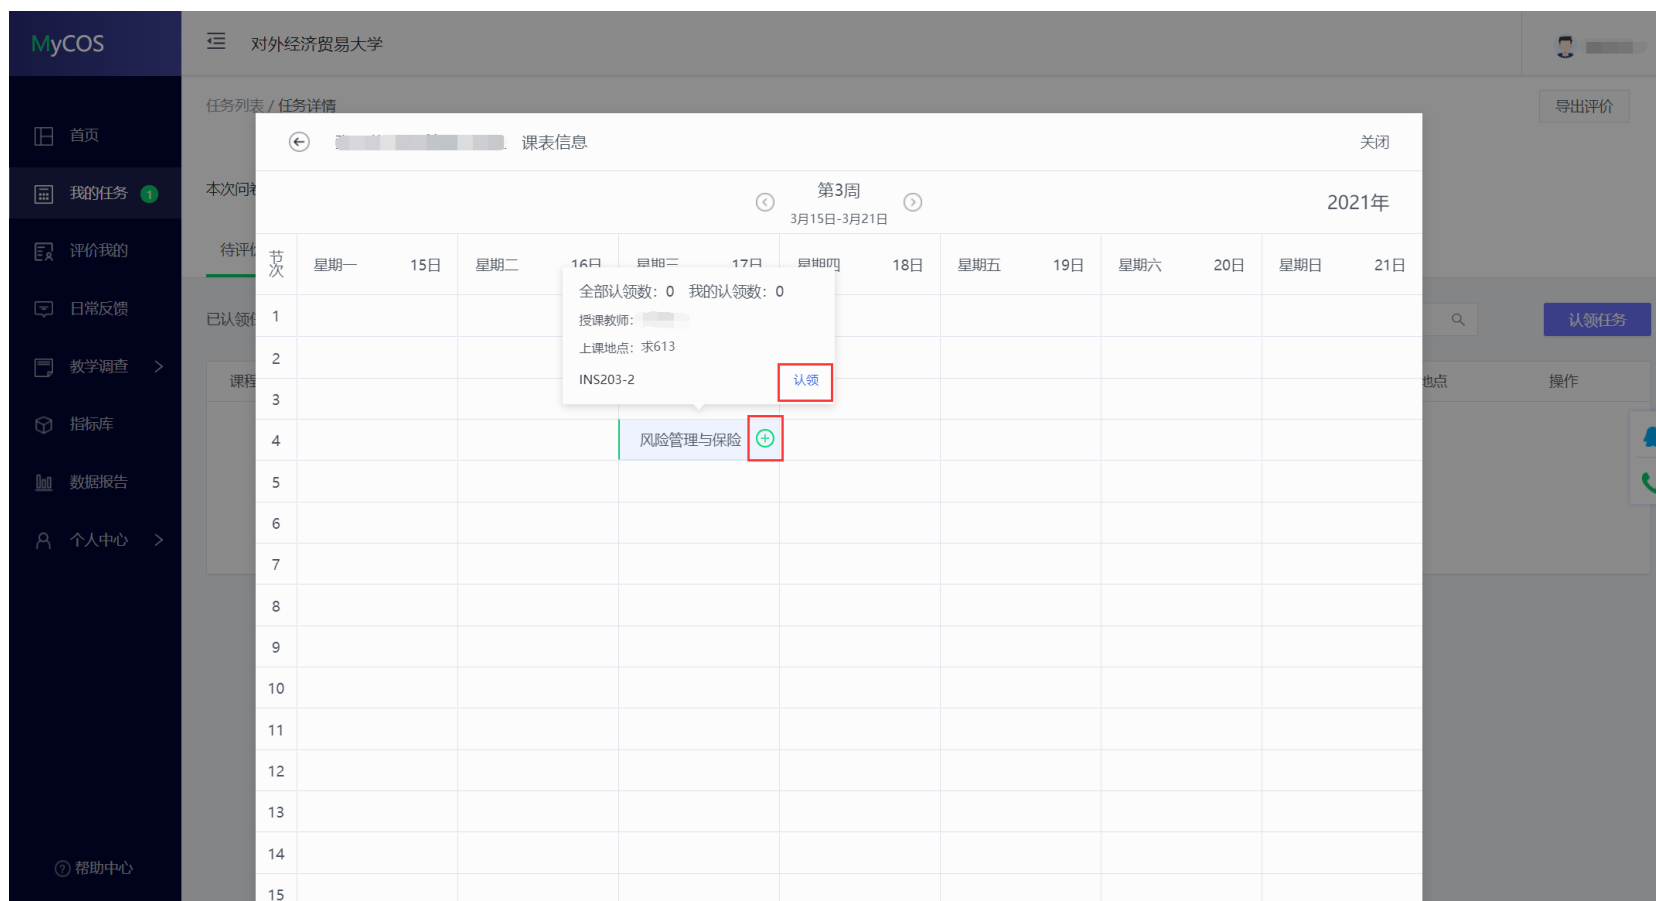 MyCOS
对外经济贸易大学
任务列表 / 任务详情
导出评价
首页
我的任务 1
评价我的
日常反馈
教学调查
指标库
数据报告
个人中心
帮助中心
本次问
待评
已认领
认领任务
课程
地点
操作
课表信息
关闭
第3周
3月15日-3月21日
2021年
节次
星期一 15日
星期二 16日
星期三 17日
星期四 18日
星期五 19日
星期六 20日
星期日 21日
全部认领数：0 我的认领数：0
授课教师：
上课地点：求613
INS203-2
认领
1
2
3
4
风险管理与保险
5
6
7
8
9
10
11
12
13
14
15